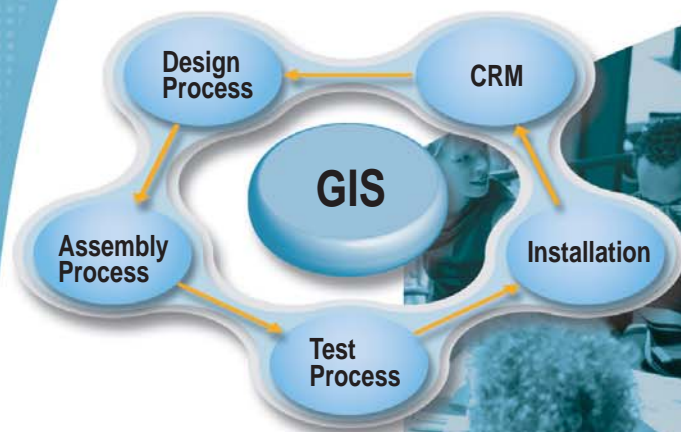 Design
Process
CRM
GIS
Assembly
Process
Installation
Test
Process